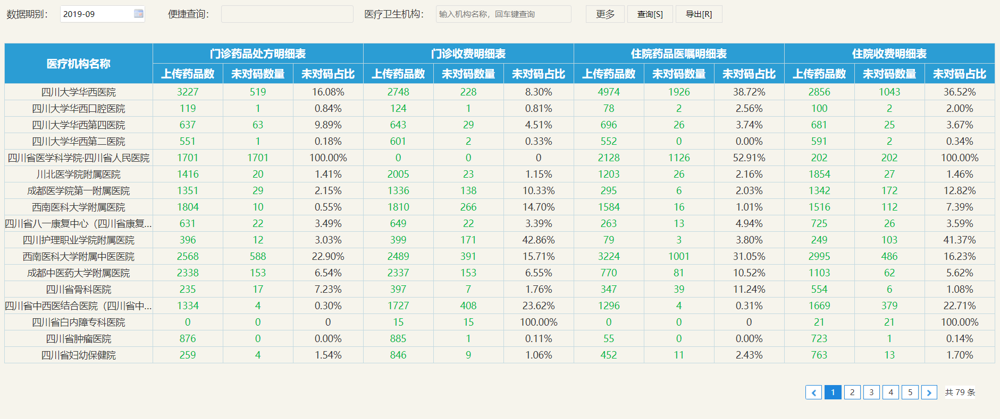 数据期别： 2019-09 便捷查询： 医疗卫生机构： 输入机构名称，回车键查询 更多 查询[S] 导出[R]
医疗机构名称 门诊药品处方明细表 门诊收费明细表 住院药品医嘱明细表 住院收费明细表
上传药品数 未对码数量 未对码占比 上传药品数 未对码数量 未对码占比 上传药品数 未对码数量 未对码占比 上传药品数 未对码数量 未对码占比
四川大学华西医院 3227 519 16.08% 2748 228 8.30% 4974 1926 38.72% 2856 1043 36.52%
四川大学华西口腔医院 119 1 0.84% 124 1 0.81% 78 2 2.56% 100 2 2.00%
四川大学华西第四医院 637 63 9.89% 643 29 4.51% 696 26 3.74% 681 25 3.67%
四川大学华西第二医院 551 1 0.18% 601 2 0.33% 552 0 0.00% 591 2 0.34%
四川省医学科学院·四川省人民医院 1701 1701 100.00% 0 0 0 2128 1126 52.91% 202 202 100.00%
川北医学院附属医院 1416 20 1.41% 2005 23 1.15% 1203 26 2.16% 1854 27 1.46%
成都医学院第一附属医院 1351 29 2.15% 1336 138 10.33% 295 6 2.03% 1342 172 12.82%
西南医科大学附属医院 1804 10 0.55% 1810 266 14.70% 1584 16 1.01% 1516 112 7.39%
四川省八一康复中心（四川省康复... 631 22 3.49% 649 22 3.39% 263 13 4.94% 725 26 3.59%
四川护理职业学院附属医院 396 12 3.03% 399 171 42.86% 79 3 3.80% 249 103 41.37%
西南医科大学附属中医医院 2568 588 22.90% 2489 391 15.71% 3224 1001 31.05% 2995 486 16.23%
成都中医药大学附属医院 2338 153 6.54% 2337 153 6.55% 770 81 10.52% 1103 62 5.62%
四川省骨科医院 235 17 7.23% 397 7 1.76% 347 39 11.24% 554 6 1.08%
四川省中西医结合医院（四川省中... 1334 4 0.30% 1727 408 23.62% 1296 4 0.31% 1669 379 22.71%
四川省白内障专科医院 0 0 0 15 15 100.00% 0 0 0 21 21 100.00%
四川省肿瘤医院 876 0 0.00% 885 1 0.11% 55 0 0.00% 723 1 0.14%
四川省妇幼保健院 259 4 1.54% 846 9 1.06% 452 11 2.43% 763 13 1.70%
1 2 3 4 5 共 79 条